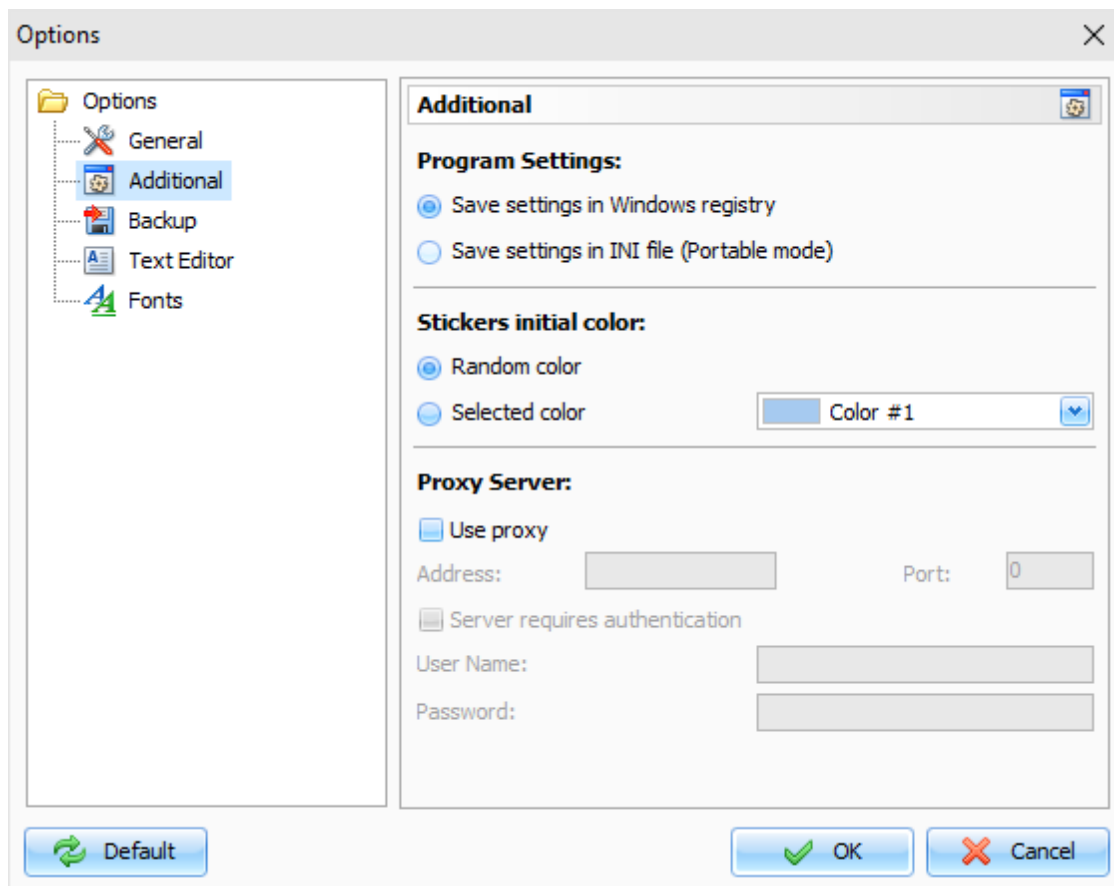 Options
Options
General
Additional
Backup
Text Editor
Fonts
Additional
Program Settings:
Save settings in Windows registry
Save settings in INI file (Portable mode)
Stickers initial color:
Random color
Selected color
Color #1
Proxy Server:
Use proxy
Address:
Port: 0
Server requires authentication
User Name:
Password:
Default
OK
Cancel